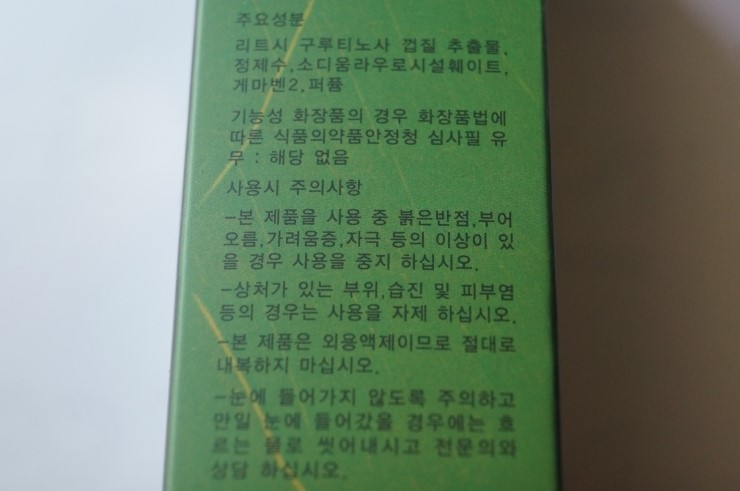 주요성분
리트시 구루티노사 껍질 추출물,
정제수,소디움라우로시설웨이트,
게마벤2,퍼퓸
기능성 화장품의 경우 화장품법에
따른 식품의약품안정청 심사필 유
무 : 해당 없음
사용시 주의사항
-본 제품을 사용 중 붉은반점,부어
오름,가려움증,자극 등의 이상이 있
을 경우 사용을 중지 하십시오.
-상처가 있는 부위,습진 및 피부염
등의 경우는 사용을 자제 하십시오.
-본 제품은 외용액제이므로 절대로
내복하지 마십시오.
-눈에 들어가지 않도록 주의하고
만일 눈에 들어갔을 경우에는 흐
르는 물로 씻어내시고 전문의와
상담 하십시오.